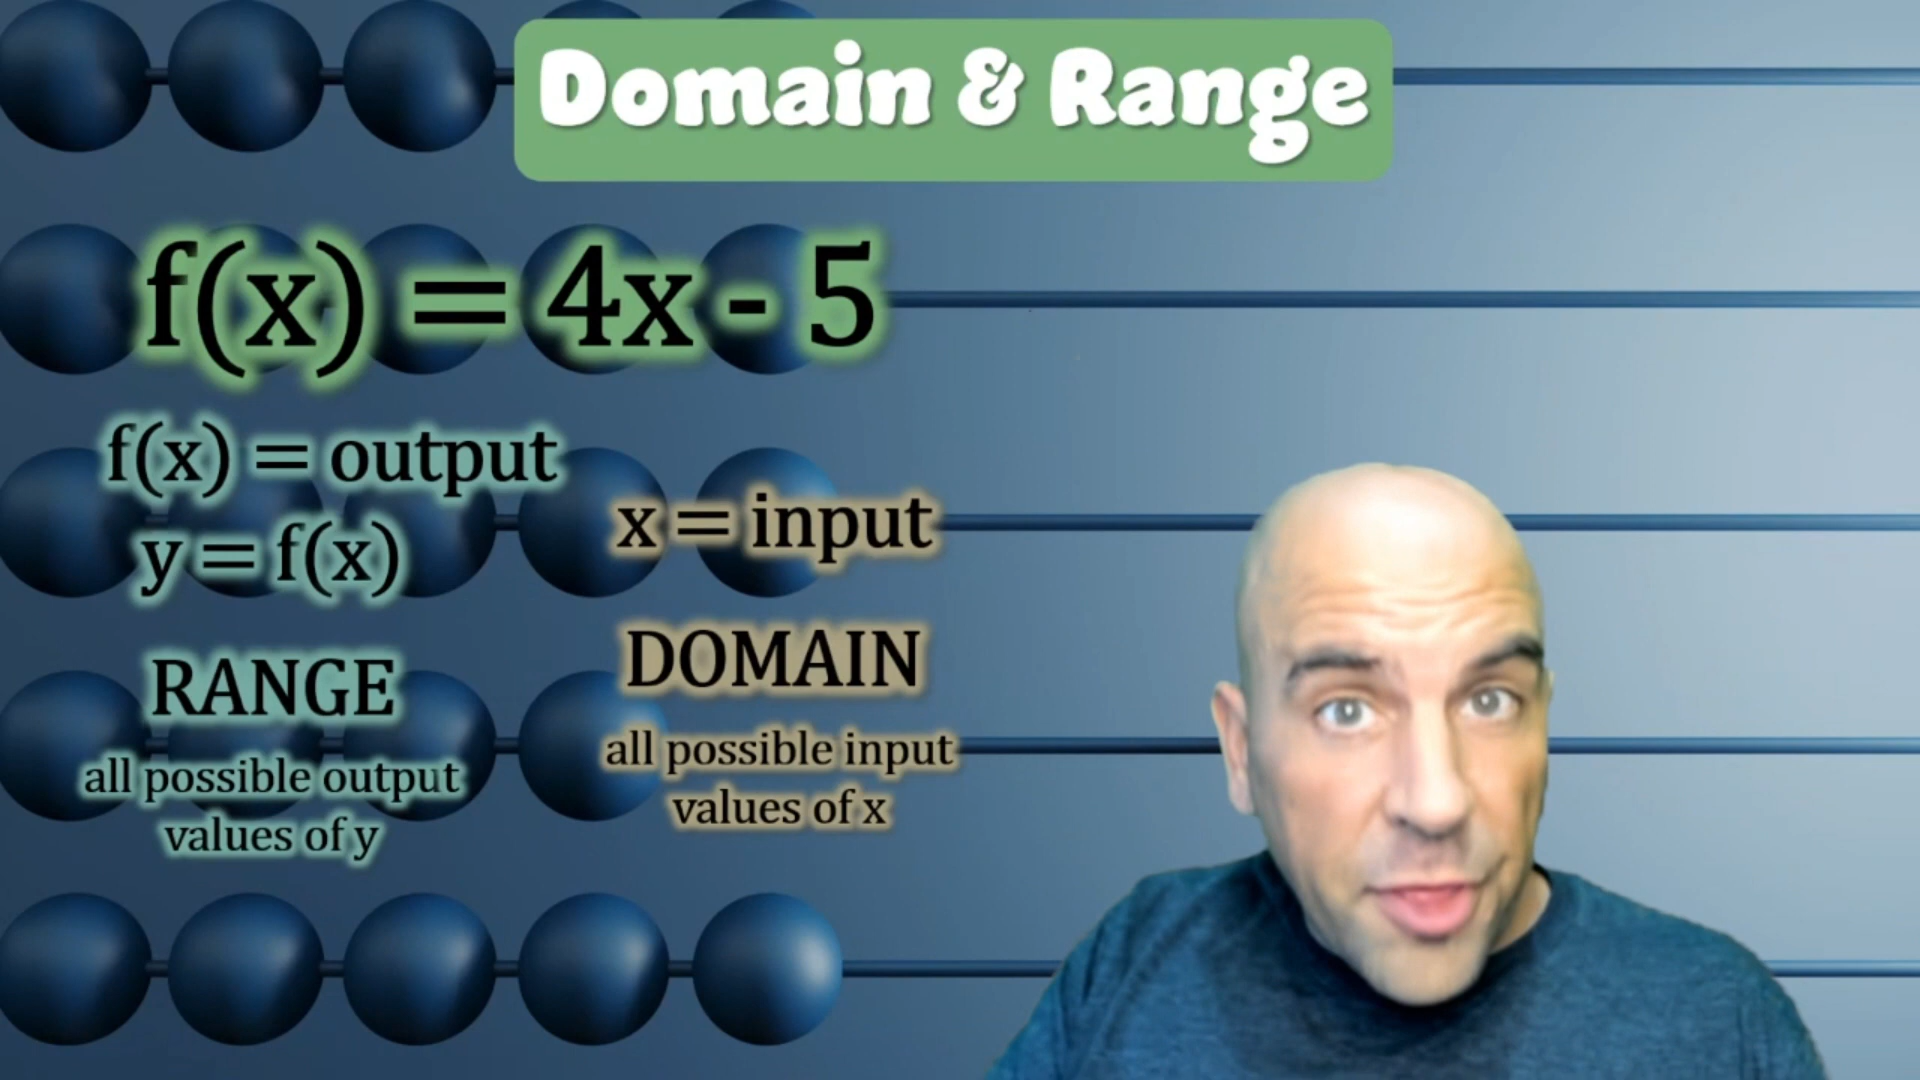 Domain & Range
f(x) = 4x - 5
f(x) = output
y = f(x)
RANGE
all possible output
values of y
x = input
DOMAIN
all possible input
values of x